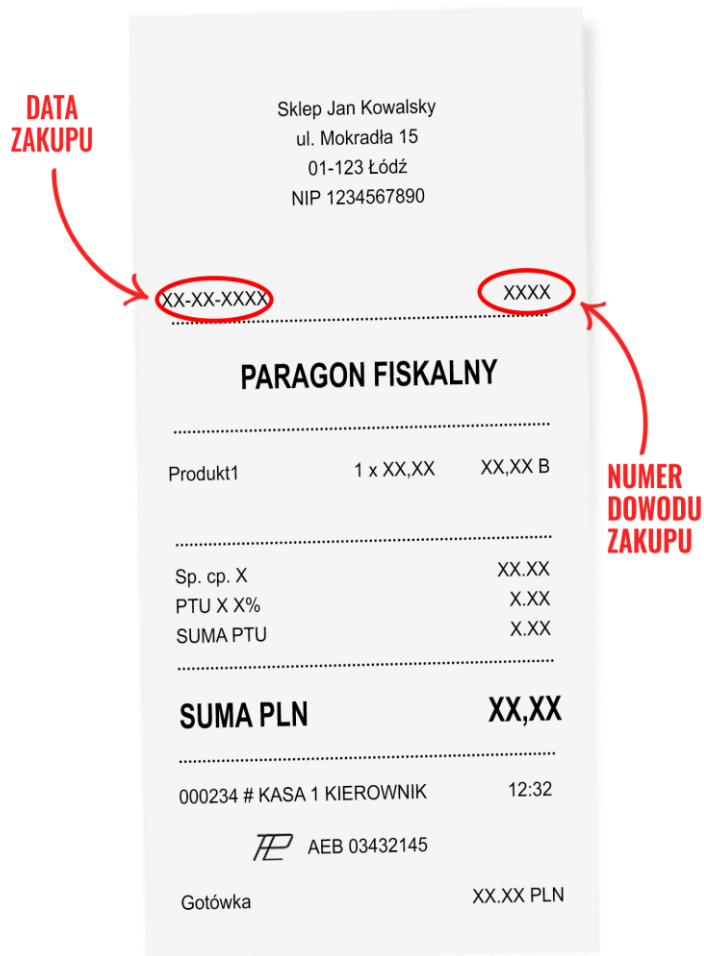 DATA
ZAKUPU
Sklep Jan Kowalsky
ul. Mokradła 15
01-123 Łódź
NIP 1234567890
XX-XX-XXXX XXXX
PARAGON FISKALNY
Produkt1 1 x XX,XX XX,XX B
NUMER
DOWODU
ZAKUPU
Sp. cp. X XX.XX
PTU X X% X.XX
SUMA PTU X.XX
SUMA PLN XX,XX
000234 # KASA 1 KIEROWNIK 12:32
AEB 03432145
Gotówka XX.XX PLN